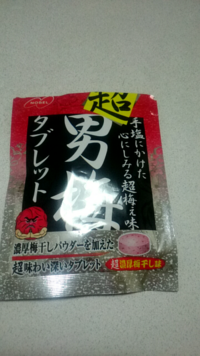 NOBEL
超
男梅
タブレット
手塩にかけた
心にしみる超梅ぇ味
濃厚梅干しパウダーを加えた
超味わい深いタブレット
超濃厚梅干し味